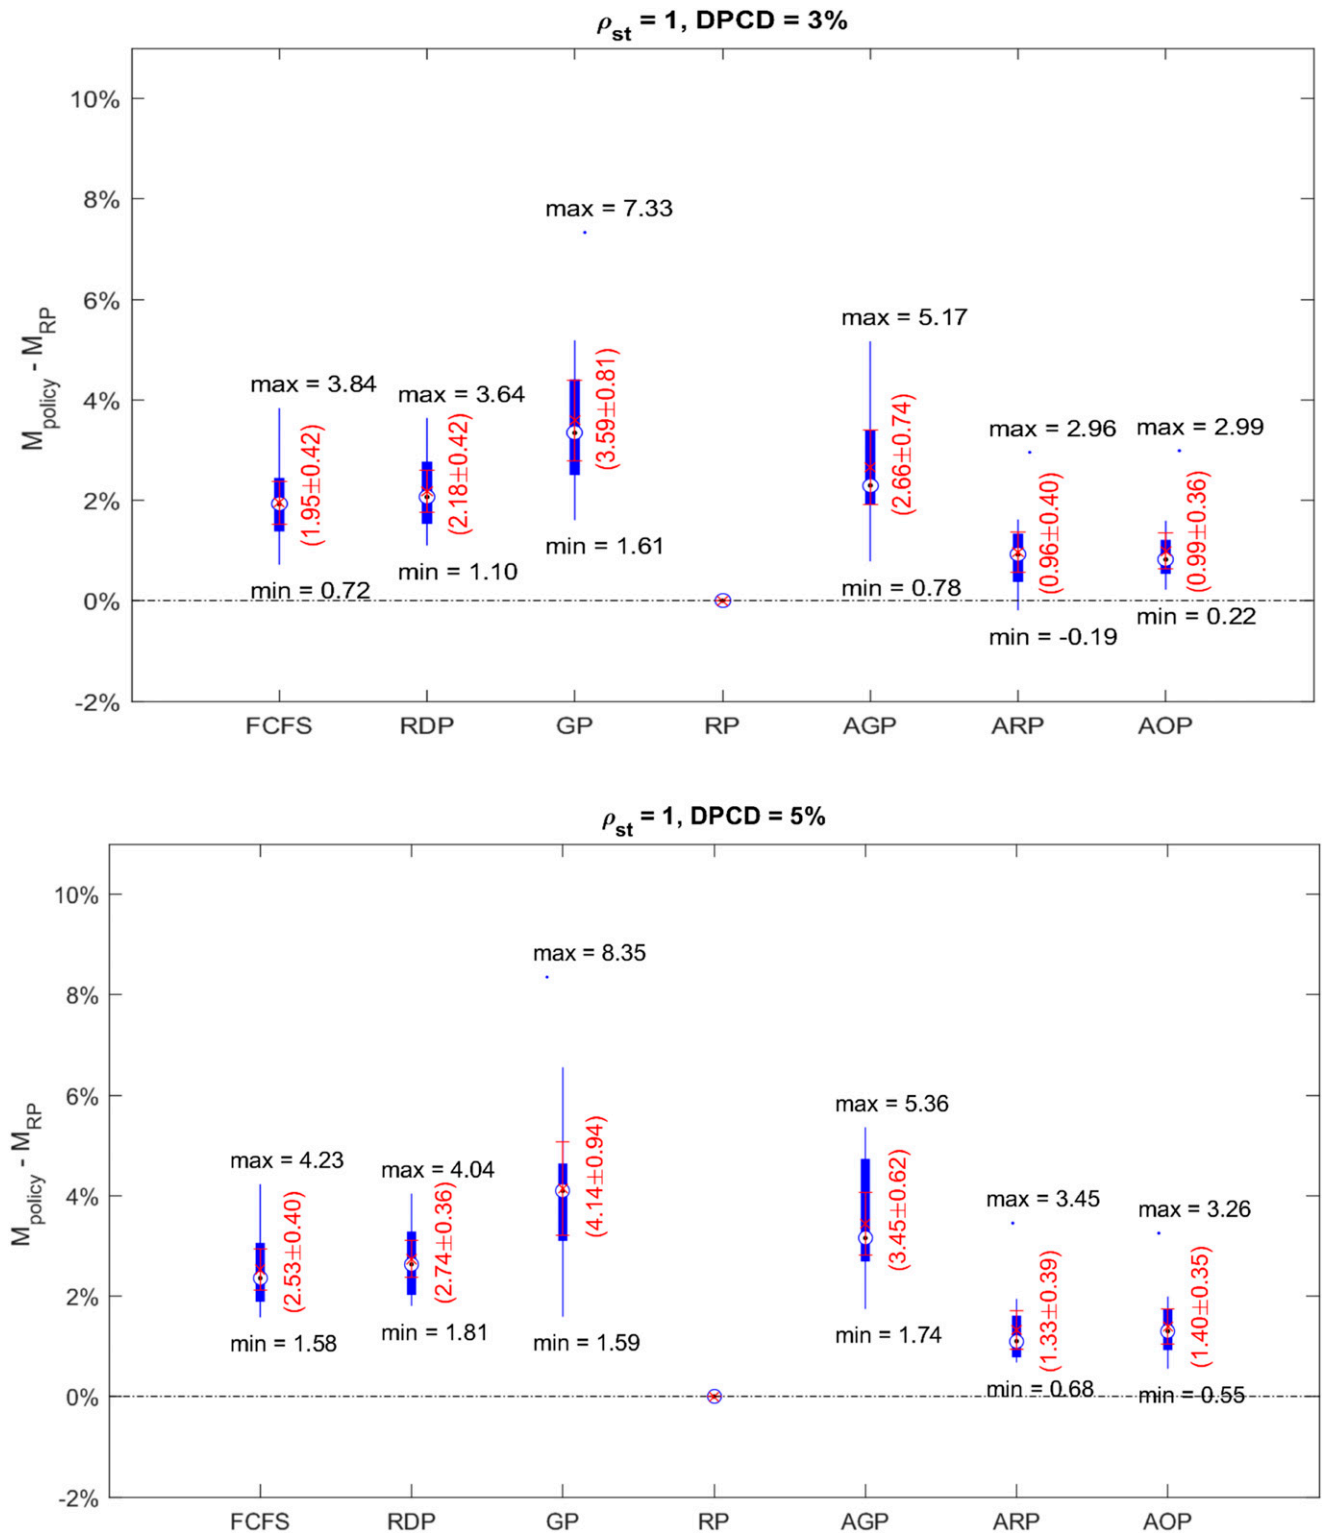 ρst = 1, DPCD = 3%
10%
8%
6%
4%
2%
0%
-2%
Mpolicy - MRP
max = 3.84
(1.95±0.42)
min = 0.72
max = 3.64
(2.18±0.42)
min = 1.10
max = 7.33
(3.59±0.81)
min = 1.61
max = 5.17
(2.66±0.74)
min = 0.78
max = 2.96
(0.96±0.40)
min = -0.19
max = 2.99
(0.99±0.36)
min = 0.22
FCFS RDP GP RP AGP ARP AOP
ρst = 1, DPCD = 5%
10%
8%
6%
4%
2%
0%
-2%
Mpolicy - MRP
max = 4.23
(2.53±0.40)
min = 1.58
max = 4.04
(2.74±0.36)
min = 1.81
max = 8.35
(4.14±0.94)
min = 1.59
max = 5.36
(3.45±0.62)
min = 1.74
max = 3.45
(1.33±0.39)
min = 0.68
max = 3.26
(1.40±0.35)
min = 0.55
FCFS RDP GP RP AGP ARP AOP